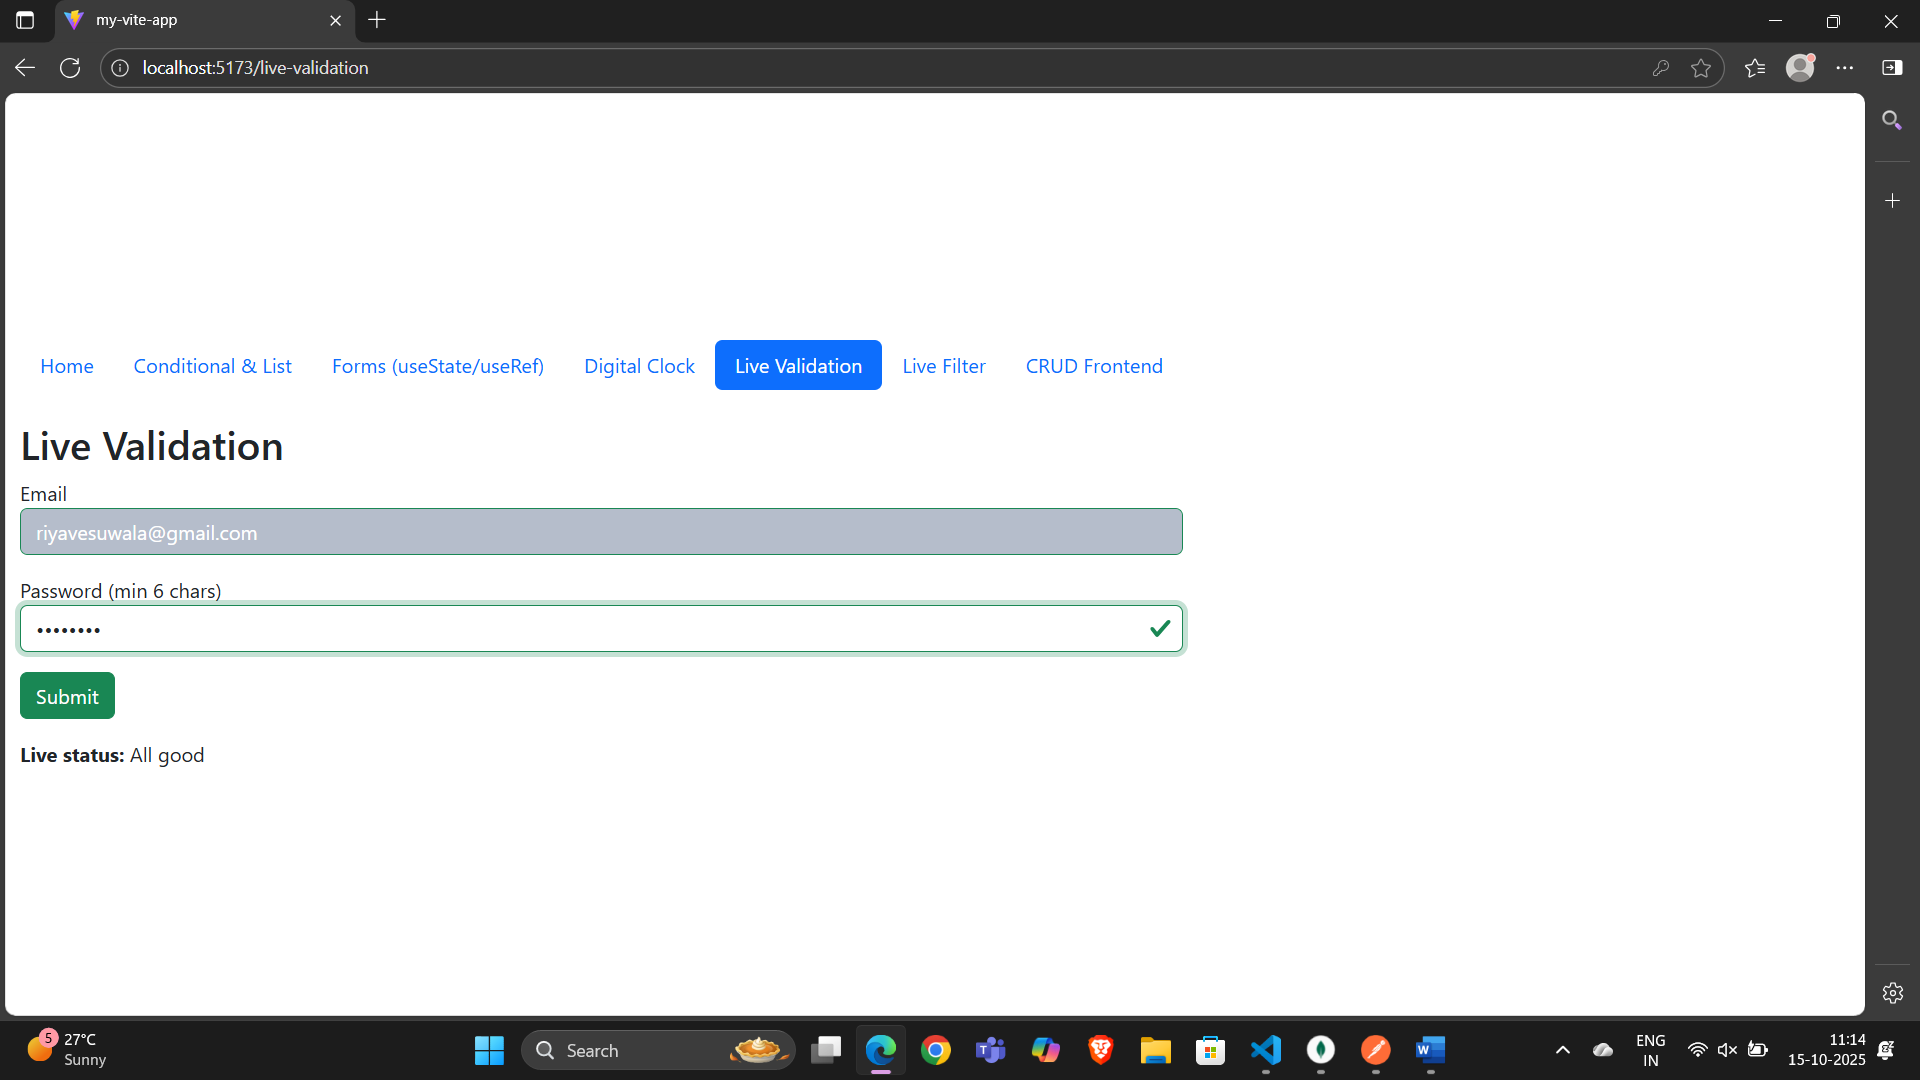 my-vite-app
localhost:5173/live-validation
Home Conditional & List Forms (useState/useRef) Digital Clock Live Validation Live Filter CRUD Frontend
Live Validation
Email
riyavesuwala@gmail.com
Password (min 6 chars)
••••••••
Submit
Live status: All good
5 27°C
Sunny
Search
ENG
IN
11:14
15-10-2025